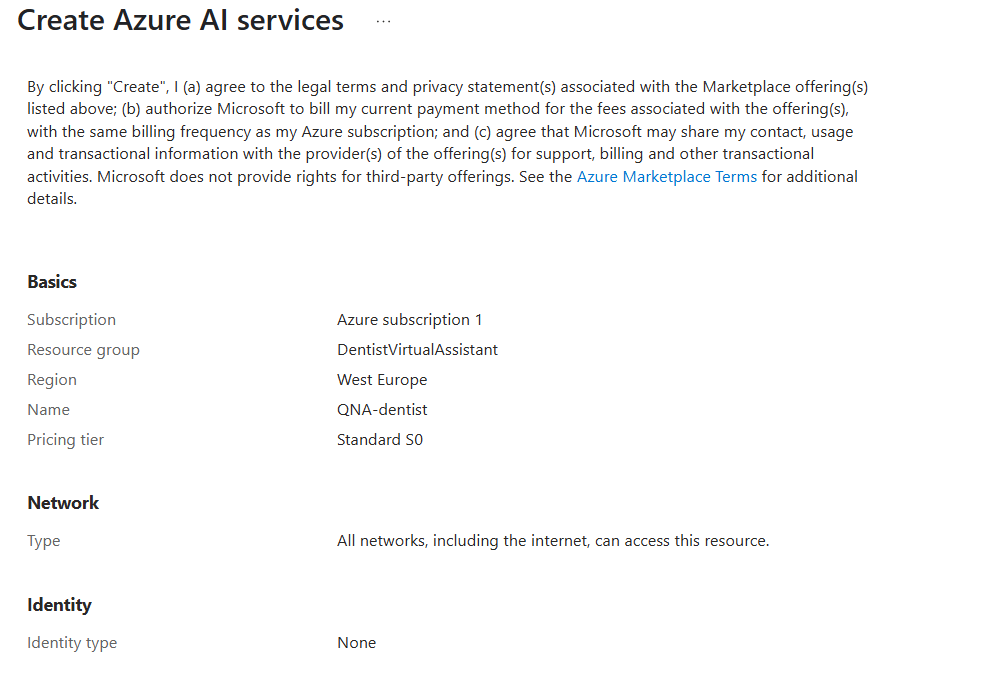 Create Azure AI services ...
By clicking "Create", I (a) agree to the legal terms and privacy statement(s) associated with the Marketplace offering(s)
listed above; (b) authorize Microsoft to bill my current payment method for the fees associated with the offering(s),
with the same billing frequency as my Azure subscription; and (c) agree that Microsoft may share my contact, usage
and transactional information with the provider(s) of the offering(s) for support, billing and other transactional
activities. Microsoft does not provide rights for third-party offerings. See the Azure Marketplace Terms for additional
details.
Basics
Subscription Azure subscription 1
Resource group DentistVirtualAssistant
Region West Europe
Name QNA-dentist
Pricing tier Standard S0
Network
Type All networks, including the internet, can access this resource.
Identity
Identity type None